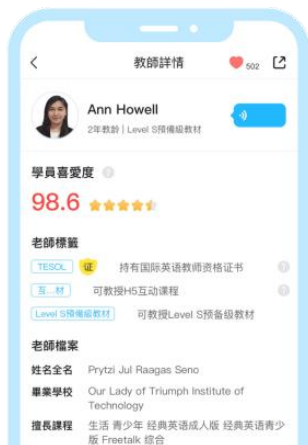 教師詳情
502
Ann Howell
2年教齡 | Level S預備級教材
學員喜愛度
98.6
老師標籤
TESOL 证 持有国际英语教师资格证书
互...材 可教授H5互动课程
Level S預備級教材 可教授Level S预备级教材
老師檔案
姓名全名 Prytzi Jul Raagas Seno
畢業學校 Our Lady of Triumph Institute of
Technology
擅長課程 生活 青少年 经典英语成人版 经典英语青少
版 Freetalk 综合